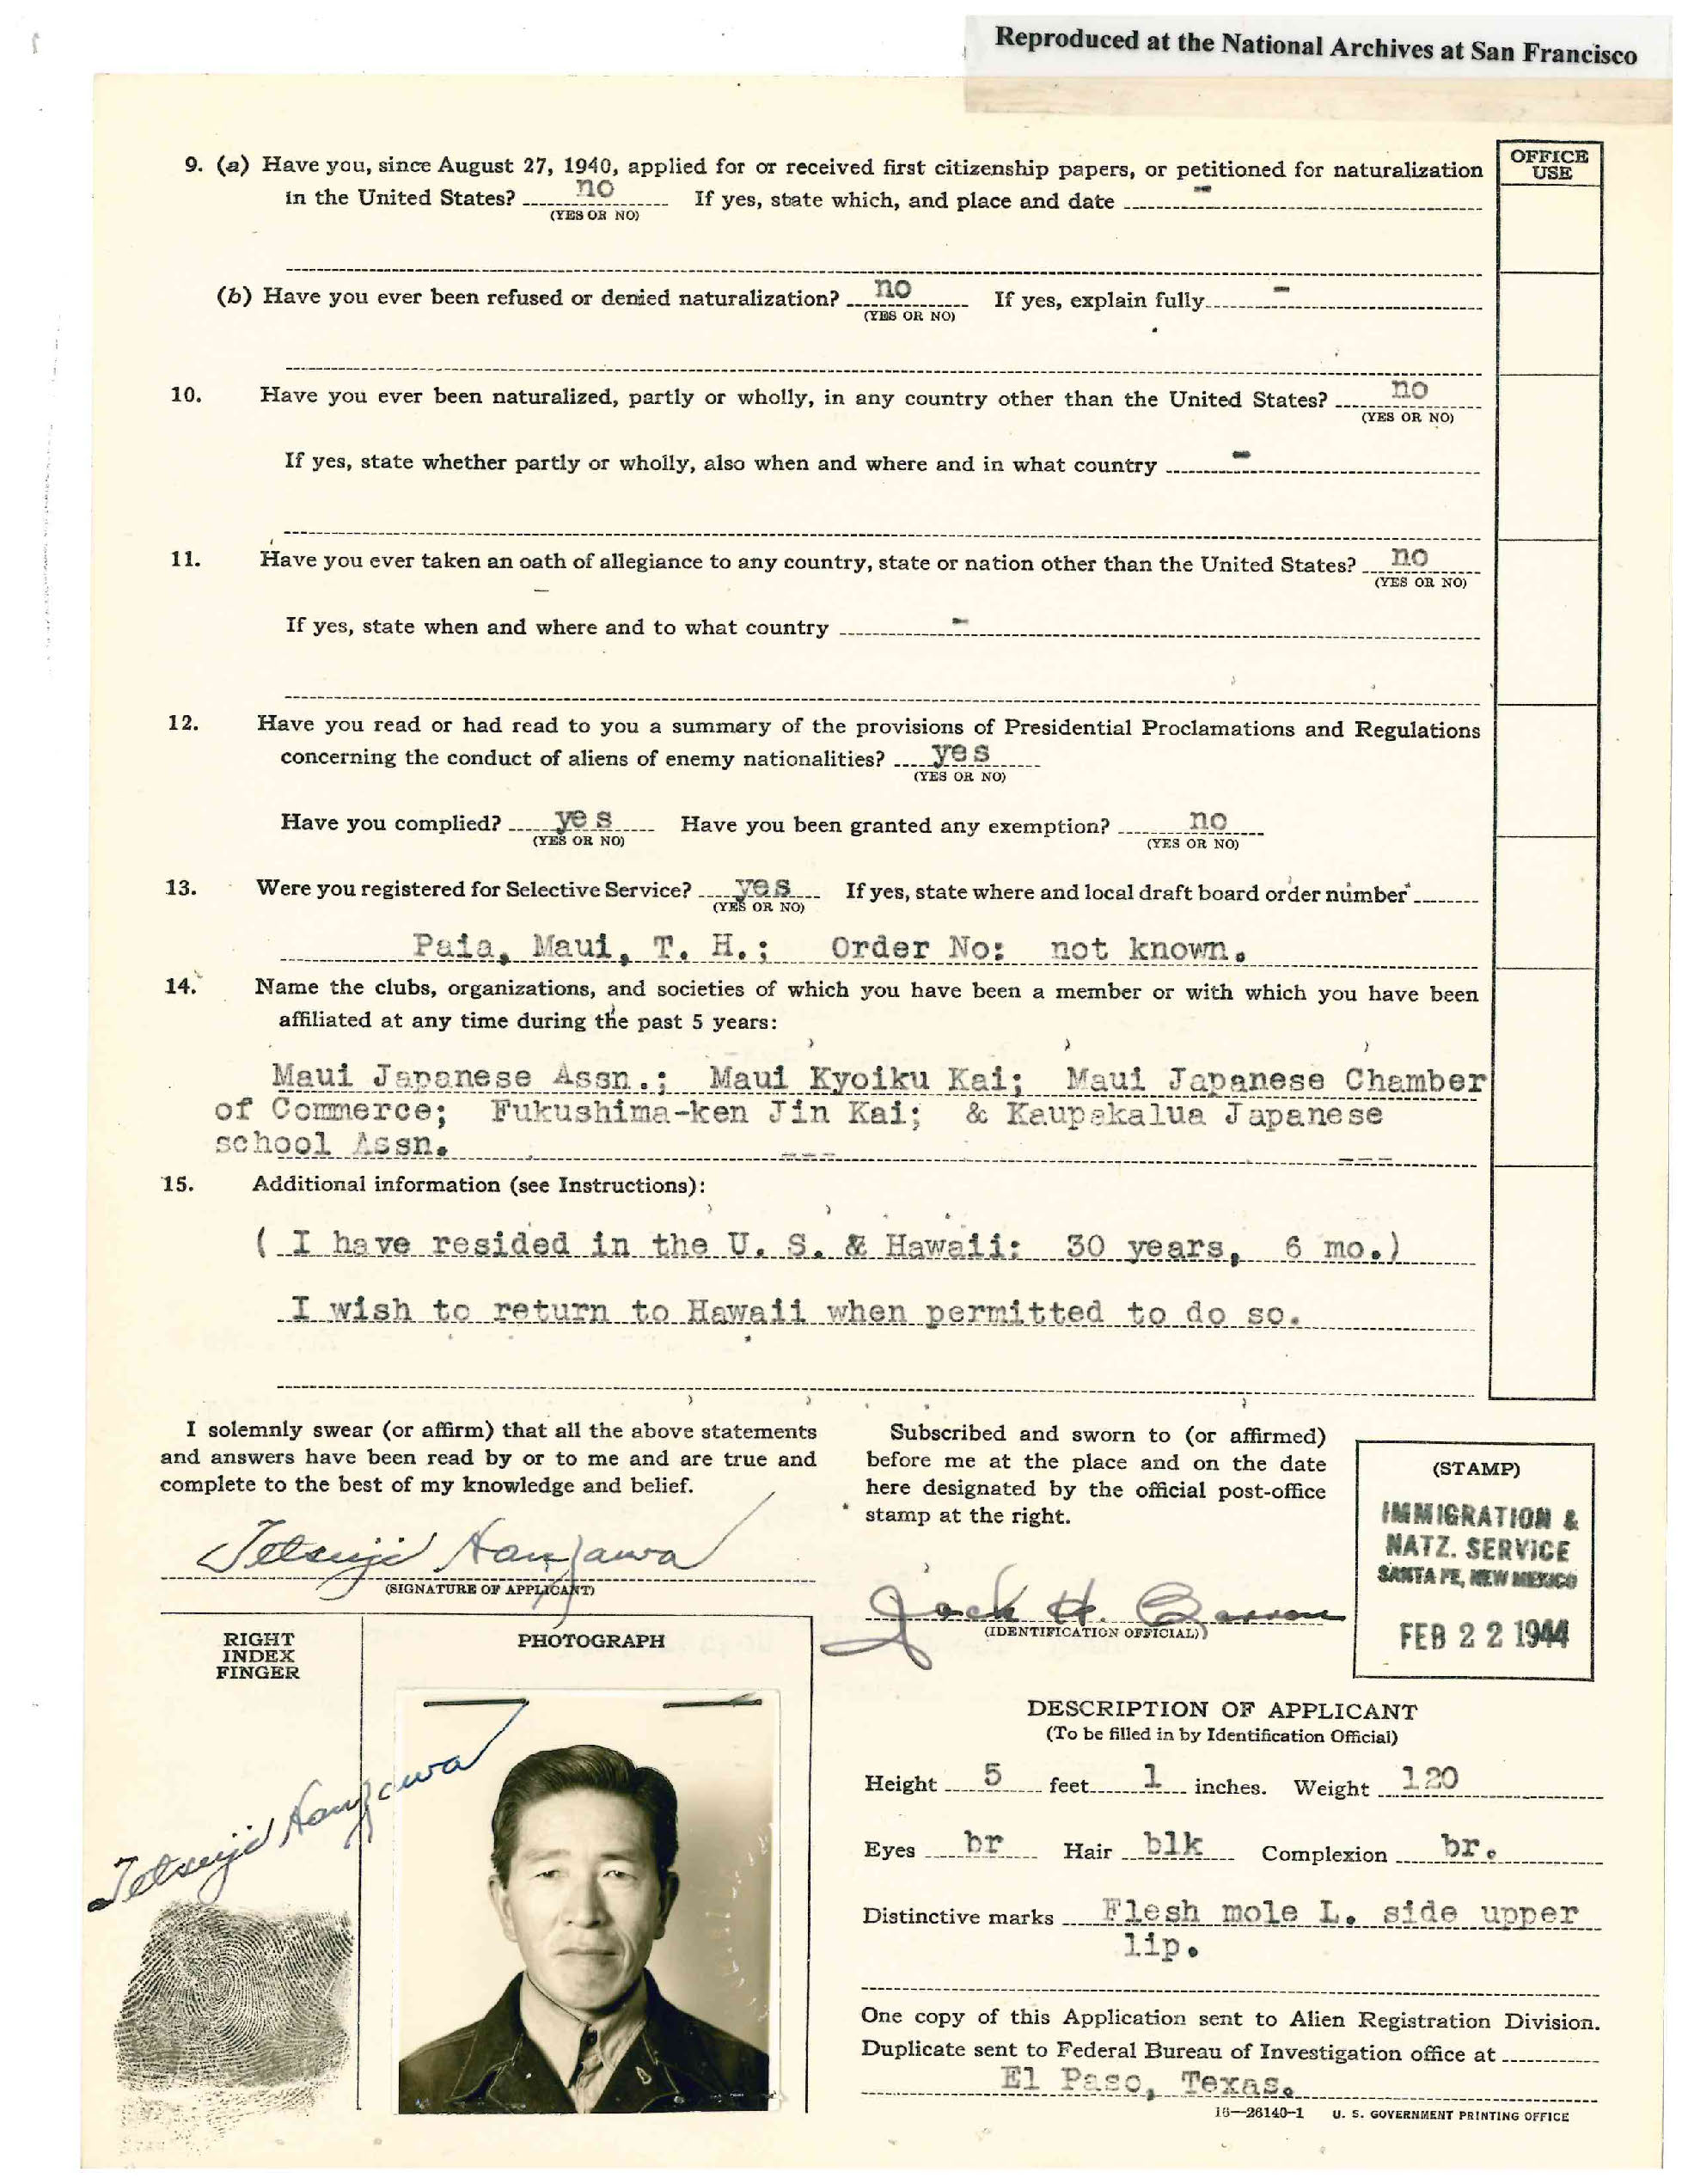 Reproduced at the National Archives at San Francisco
OFFICE
USE
9. (a) Have you, since August 27, 1940, applied for or received first citizenship papers, or petitioned for naturalization
in the United States? no If yes, state which, and place and date -
(YES OR NO)
(b) Have you ever been refused or denied naturalization? no If yes, explain fully -
(YES OR NO)
10. Have you ever been naturalized, partly or wholly, in any country other than the United States? no
(YES OR NO)
If yes, state whether partly or wholly, also when and where and in what country -
11. Have you ever taken an oath of allegiance to any country, state or nation other than the United States? no
(YES OR NO)
If yes, state when and where and to what country -
12. Have you read or had read to you a summary of the provisions of Presidential Proclamations and Regulations
concerning the conduct of aliens of enemy nationalities? yes
(YES OR NO)
Have you complied? yes Have you been granted any exemption? no
(YES OR NO) (YES OR NO)
13. Were you registered for Selective Service? yes If yes, state where and local draft board order number
(YES OR NO)
Paia, Maui, T. H.; Order No: not known.
14. Name the clubs, organizations, and societies of which you have been a member or with which you have been
affiliated at any time during the past 5 years:
Maui Japanese Assn.; Maui Kyoiku Kai; Maui Japanese Chamber
of Commerce; Fukushima-ken Jin Kai; & Kaupakalua Japanese
school Assn. --- ---
15. Additional information (see Instructions):
( I have resided in the U. S. & Hawaii: 30 years, 6 mo.)
I wish to return to Hawaii when permitted to do so.
I solemnly swear (or affirm) that all the above statements
and answers have been read by or to me and are true and
complete to the best of my knowledge and belief.
Tetsuji Hanzawa
(SIGNATURE OF APPLICANT)
Subscribed and sworn to (or affirmed)
before me at the place and on the date
here designated by the official post-office
stamp at the right.
Jack H. Barron
(IDENTIFICATION OFFICIAL)
(STAMP)
IMMIGRATION &
NATZ. SERVICE
SANTA FE, NEW MEXICO
FEB 22 1944
RIGHT
INDEX
FINGER
PHOTOGRAPH
Tetsuji Hanzawa
DESCRIPTION OF APPLICANT
(To be filled in by Identification Official)
Height 5 feet 1 inches. Weight 120
Eyes br Hair blk Complexion br.
Distinctive marks Flesh mole L. side upper
lip.
One copy of this Application sent to Alien Registration Division.
Duplicate sent to Federal Bureau of Investigation office at
El Paso, Texas.
16—26140-1 U. S. GOVERNMENT PRINTING OFFICE